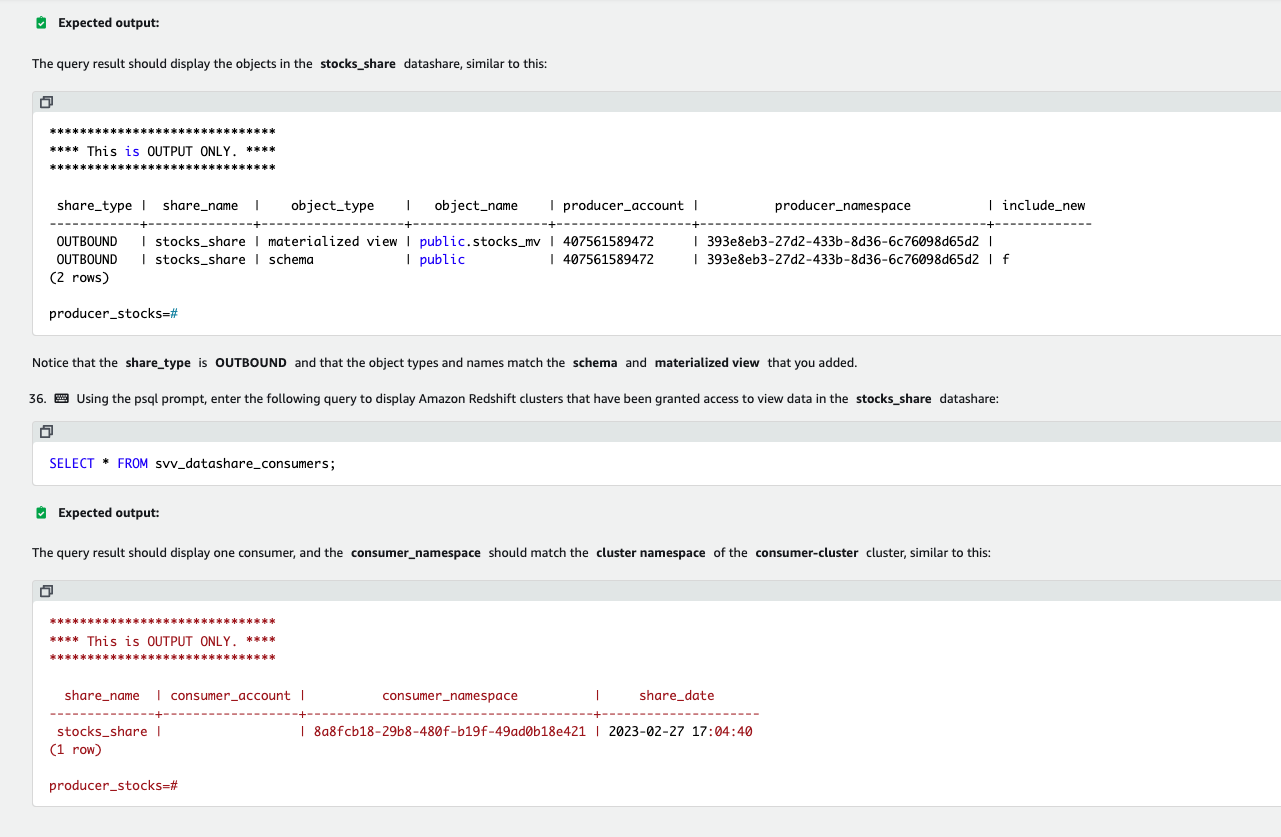 Expected output:
The query result should display the objects in the stocks_share datashare, similar to this:
*******************************
**** This is OUTPUT ONLY. ****
*******************************
share_type | share_name | object_type | object_name | producer_account | producer_namespace | include_new
------------+--------------+-------------------+------------------+------------------+--------------------------------------+-------------
OUTBOUND | stocks_share | materialized view | public.stocks_mv | 407561589472 | 393e8eb3-27d2-433b-8d36-6c76098d65d2 |
OUTBOUND | stocks_share | schema | public | 407561589472 | 393e8eb3-27d2-433b-8d36-6c76098d65d2 | f
(2 rows)
producer_stocks=#
Notice that the share_type is OUTBOUND and that the object types and names match the schema and materialized view that you added.
36. Using the psql prompt, enter the following query to display Amazon Redshift clusters that have been granted access to view data in the stocks_share datashare:
SELECT * FROM svv_datashare_consumers;
Expected output:
The query result should display one consumer, and the consumer_namespace should match the cluster namespace of the consumer-cluster cluster, similar to this:
*******************************
**** This is OUTPUT ONLY. ****
*******************************
share_name | consumer_account | consumer_namespace | share_date
--------------+------------------+--------------------------------------+---------------------
stocks_share | | 8a8fcb18-29b8-480f-b19f-49ad0b18e421 | 2023-02-27 17:04:40
(1 row)
producer_stocks=#